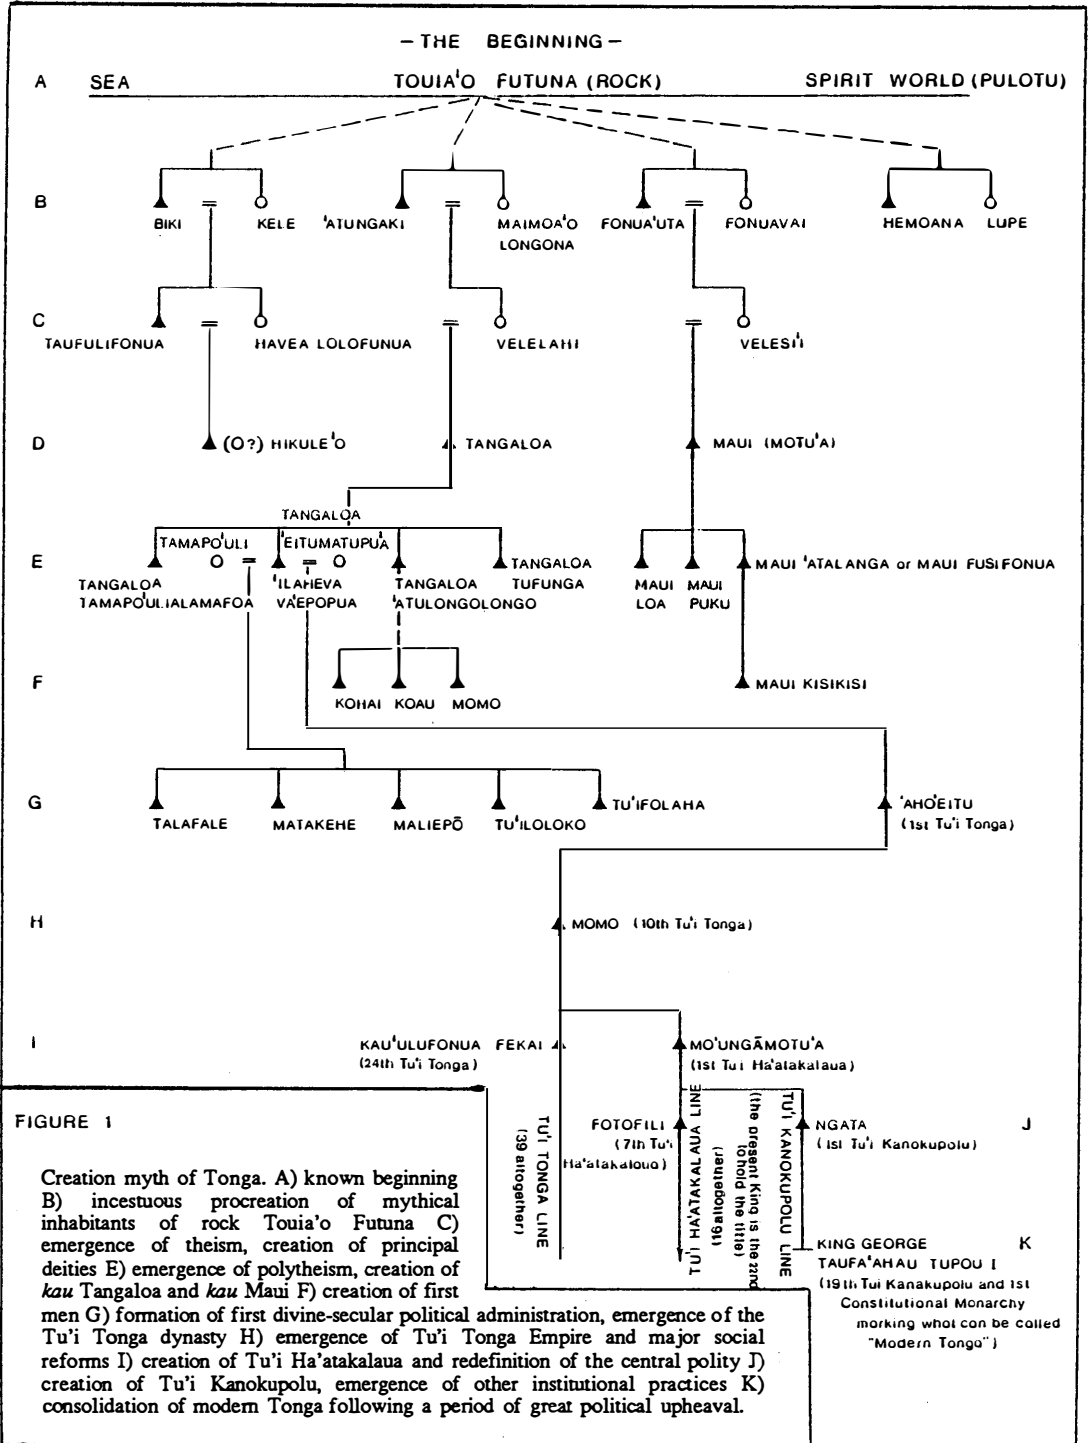 – THE BEGINNING –
A SEA TOUIA'O FUTUNA (ROCK) SPIRIT WORLD (PULOTU)
B
BIKI = KELE 'ATUNGAKI = MAIMOA'O FONUA'UTA = FONUAVAI HEMOANA LUPE
LONGONA
C
TAUFULIFONUA = HAVEA LOLOFUNUA = VELELAHI = VELESI'I
D (O?) HIKULE'O TANGALOA MAUI (MOTU'A)
TANGALOA
TAMAPO'ULI 'EITUMATUPU'A
E
TANGALOA
TAMAPO'ULIALAMAFOA
'ILAHEVA
VA'EPOPUA
TANGALOA
'ATULONGOLONGO
TANGALOA
TUFUNGA
MAUI
LOA
MAUI
PUKU
MAUI 'ATALANGA or MAUI FUSIFONUA
F
KOHAI KOAU MOMO
MAUI KISIKISI
G
TALAFALE MATAKEHE MALIEPŌ TU'ILOLOKO TU'IFOLAHA
'AHO'EITU
(1st Tu'i Tonga)
H MOMO (10th Tu'i Tonga)
I
KAU'ULUFONUA FEKAI
(24th Tu'i Tonga)
MO'UNGĀMOTU'A
(1st Tu'i Ha'atakalaua)
TU'I TONGA LINE
(39 altogether)
FOTOFILI
(7th Tu'i
Ha'atakalaua)
TU'I HA'ATAKALAUA LINE
(16 altogether)
(the present King is the 22nd
to hold the title)
TU'I KANOKUPOLU LINE
NGATA
(1st Tu'i Kanokupolu)
J
KING GEORGE K
TAUFA'AHAU TUPOU I
(19th Tui Kanakupolu and 1st
Constitutional Monarchy
marking what can be called
"Modern Tonga")
FIGURE 1
Creation myth of Tonga. A) known beginning
B) incestuous procreation of mythical
inhabitants of rock Touia'o Futuna C)
emergence of theism, creation of principal
deities E) emergence of polytheism, creation of
kau Tangaloa and kau Maui F) creation of first
men G) formation of first divine-secular political administration, emergence of the
Tu'i Tonga dynasty H) emergence of Tu'i Tonga Empire and major social
reforms I) creation of Tu'i Ha'atakalaua and redefinition of the central polity J)
creation of Tu'i Kanokupolu, emergence of other institutional practices K)
consolidation of modern Tonga following a period of great political upheaval.